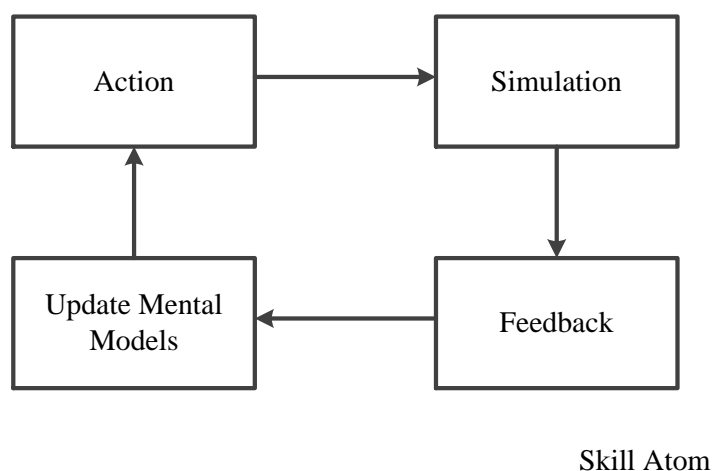 Action
Simulation
Update Mental
Models
Feedback
Skill Atom